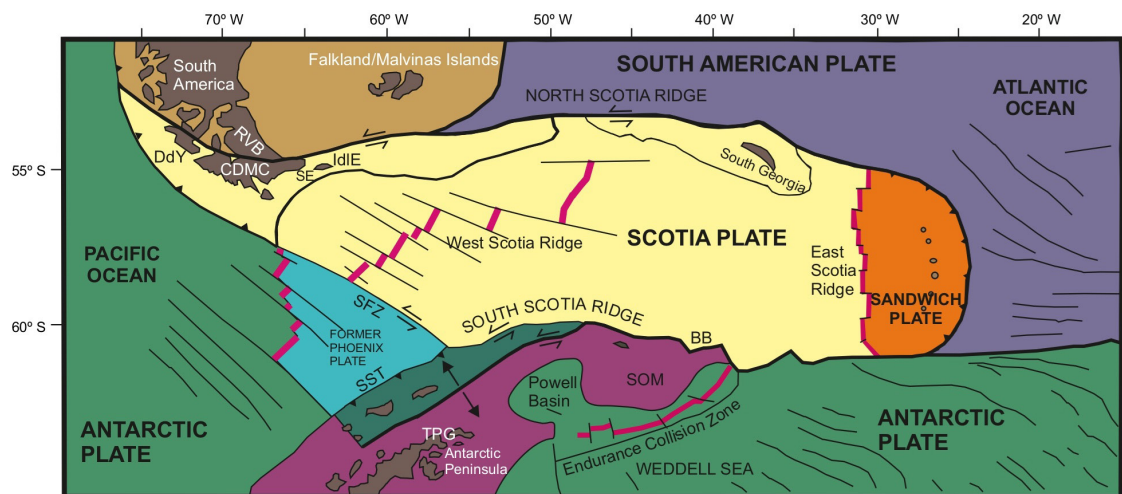 70º W
60º W
50º W
40º W
30º W
20º W
South
America
Falkland/Malvinas Islands
SOUTH AMERICAN PLATE
NORTH SCOTIA RIDGE
ATLANTIC
OCEAN
RVB
DdY
CDMC
SE
IdlE
South Georgia
55º S
PACIFIC
OCEAN
West Scotia Ridge
SCOTIA PLATE
East
Scotia
Ridge
SANDWICH
PLATE
60º S
SFZ
SOUTH SCOTIA RIDGE
FORMER
PHOENIX
PLATE
BB
SST
Powell
Basin
SOM
ANTARCTIC
PLATE
TPG
Antarctic
Peninsula
Endurance Collision Zone
WEDDELL SEA
ANTARCTIC
PLATE